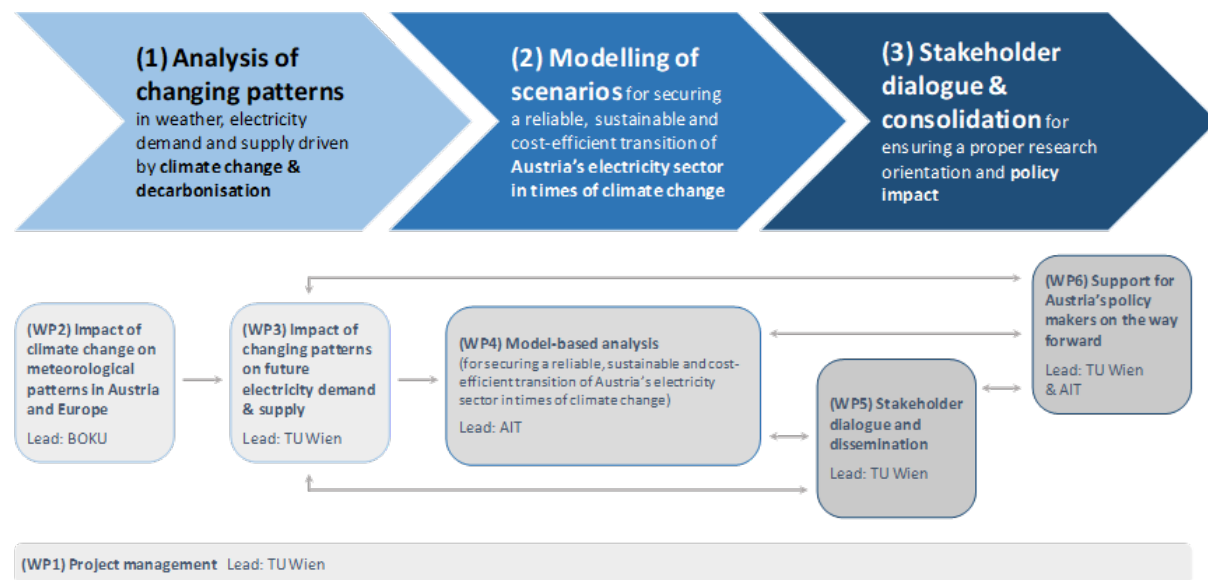 (1) Analysis of
changing patterns
in weather, electricity
demand and supply driven
by climate change &
decarbonisation
(2) Modelling of
scenarios for securing
a reliable, sustainable and
cost-efficient transition of
Austria's electricity sector
in times of climate change
(3) Stakeholder
dialogue &
consolidation for
ensuring a proper research
orientation and policy
impact
(WP2) Impact of
climate change on
meteorological
patterns in Austria
and Europe
Lead: BOKU
(WP3) Impact of
changing patterns
on future
electricity demand
& supply
Lead: TU Wien
(WP4) Model-based analysis
(for securing a reliable, sustainable and cost-
efficient transition of Austria's electricity
sector in times of climate change)
Lead: AIT
(WP5) Stakeholder
dialogue and
dissemination
Lead: TU Wien
(WP6) Support for
Austria's policy
makers on the way
forward
Lead: TU Wien
& AIT
(WP1) Project management Lead: TU Wien